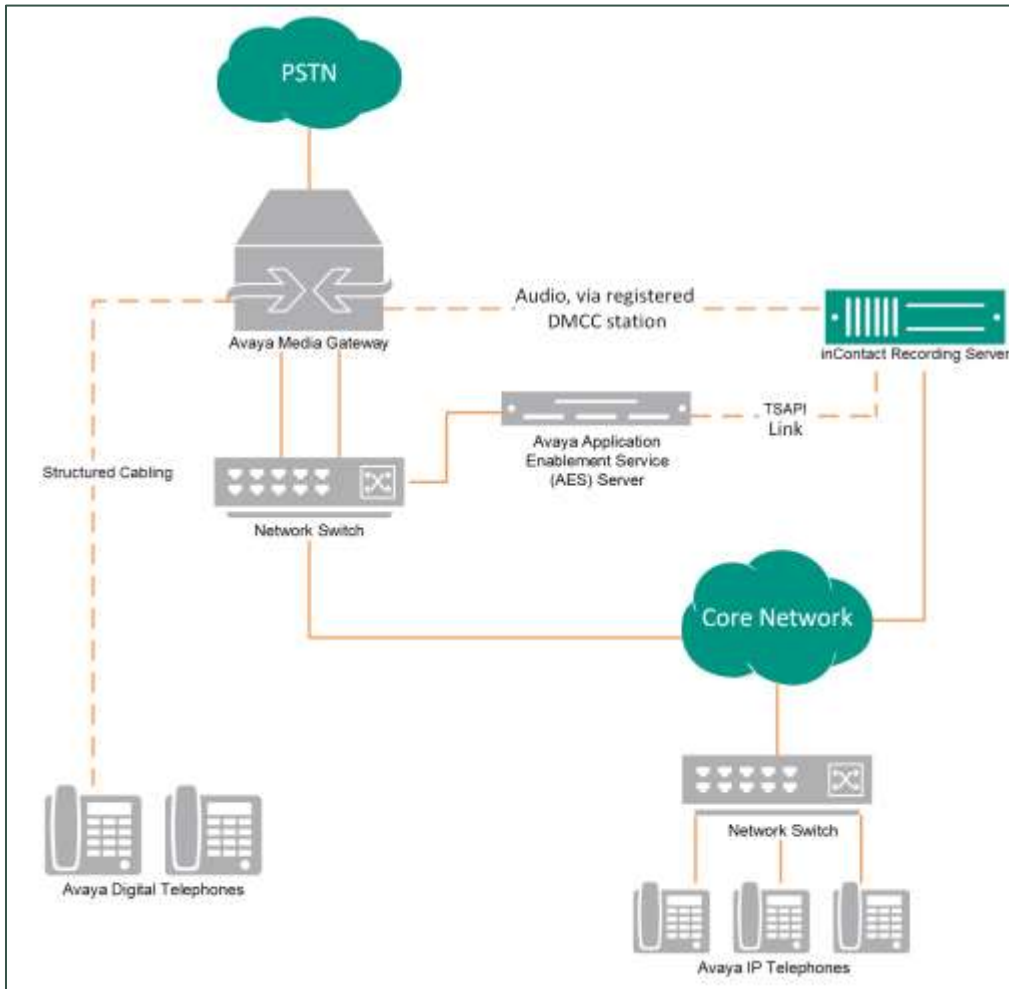 PSTN
Avaya Media Gateway
Audio, via registered
DMCC station
inContact Recording Server
TSAPI
Link
Avaya Application
Enablement Service
(AES) Server
Structured Cabling
Network Switch
Core Network
Network Switch
Avaya Digital Telephones
Avaya IP Telephones